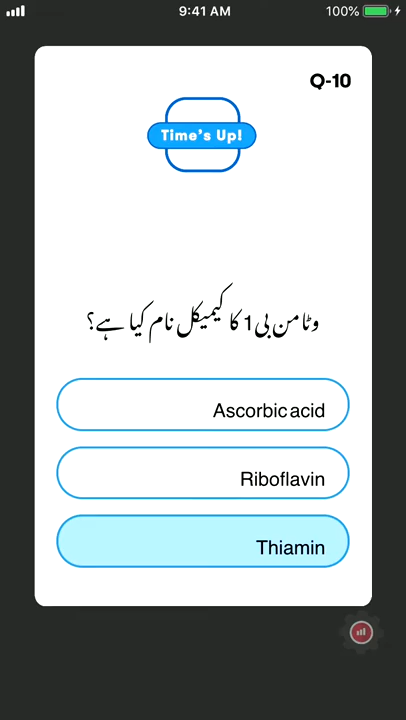 9:41 AM
100%
Q-10
Time's Up!
وٹامن بی 1 کا کیمیکل نام کیا ہے؟
Ascorbic acid
Riboflavin
Thiamin